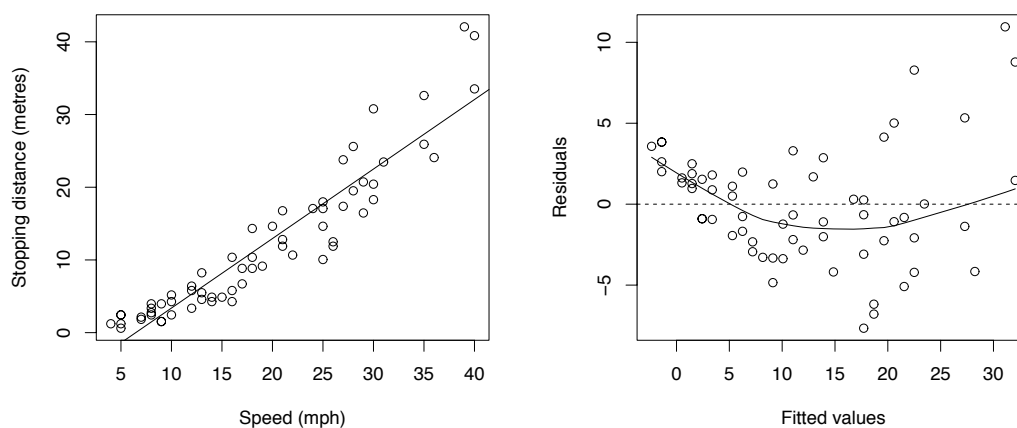 Stopping distance (metres)
40
30
20
10
0
5 10 15 20 25 30 35 40
Speed (mph)
Residuals
10
5
0
−5
0 5 10 15 20 25 30
Fitted values